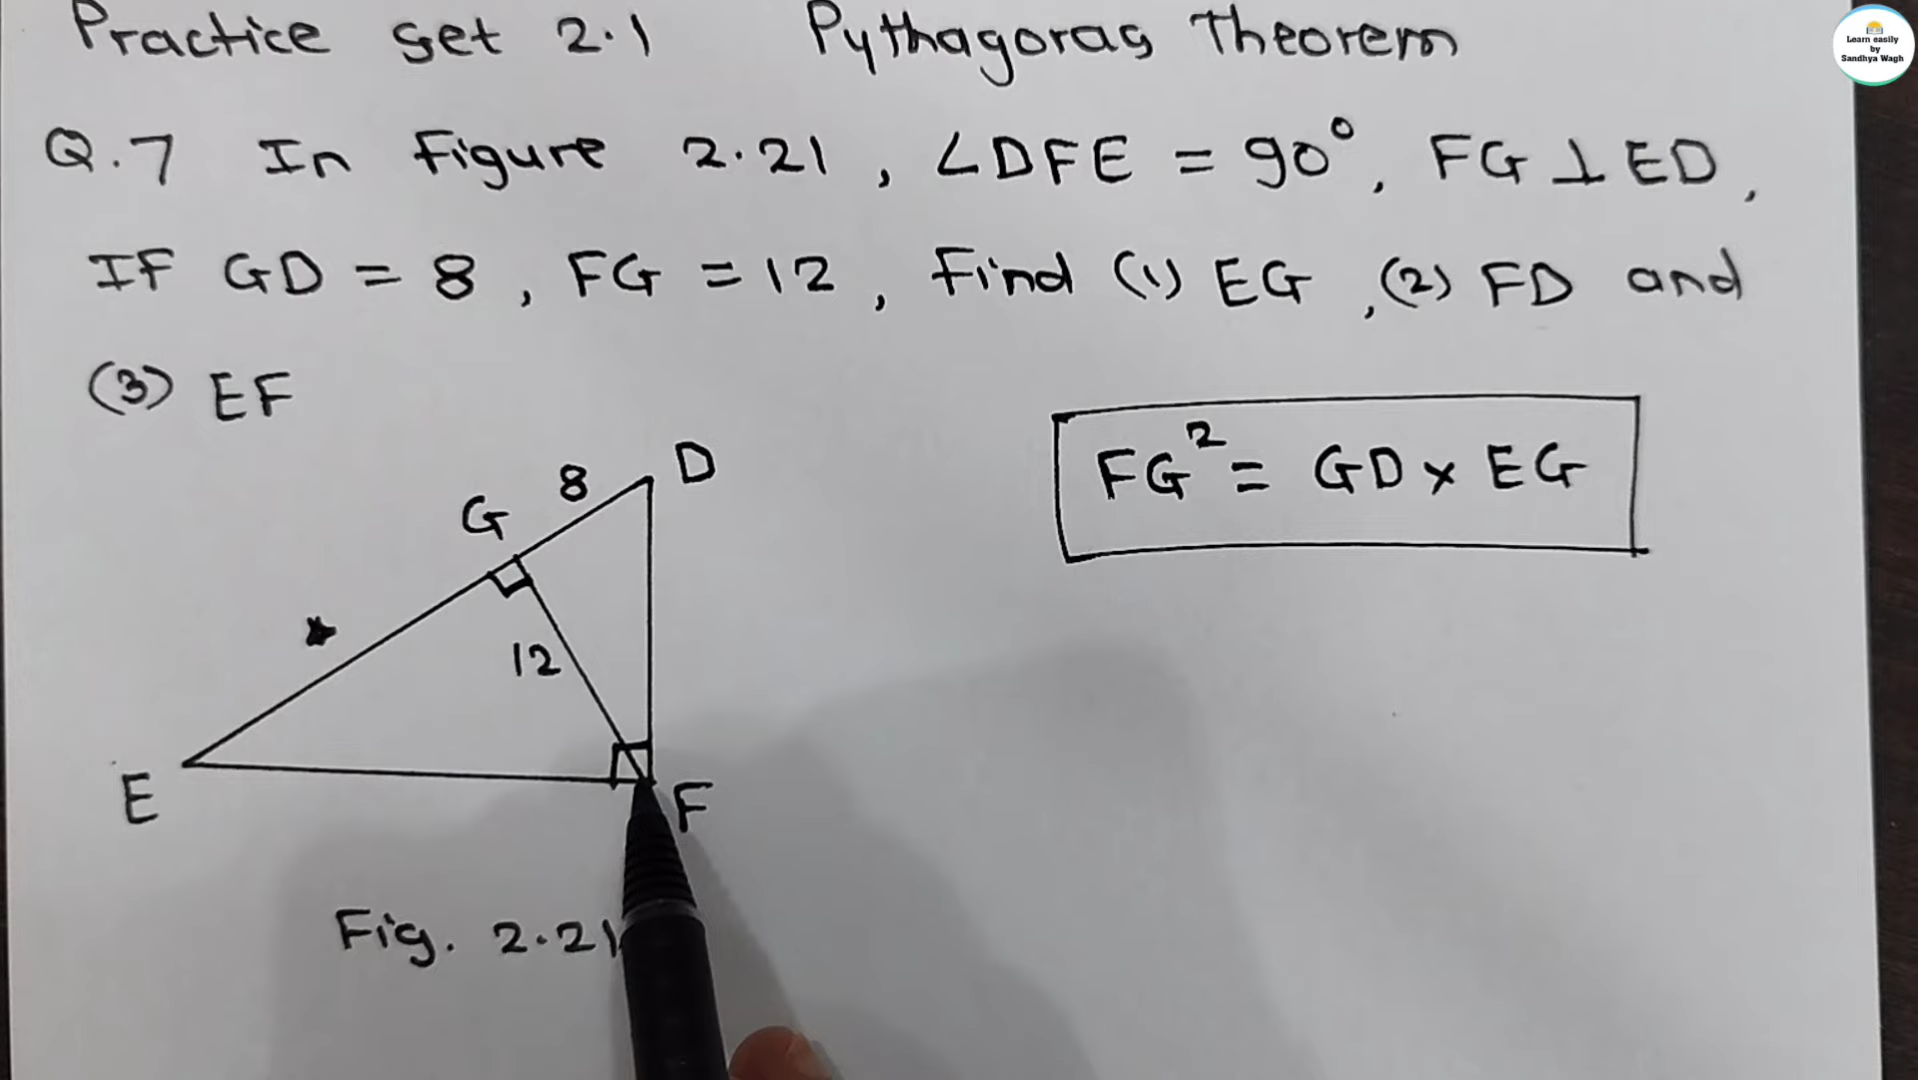 Practice set 2.1 Pythagoras Theorem
Learn easily
by
Sandhya Wagh
Q.7 In Figure 2.21, ∠DFE = 90°, FG ⊥ ED,
IF GD = 8, FG = 12, Find (1) EG, (2) FD and
(3) EF
FG² = GD × EG
D
8
G
12
E
F
Fig. 2.21